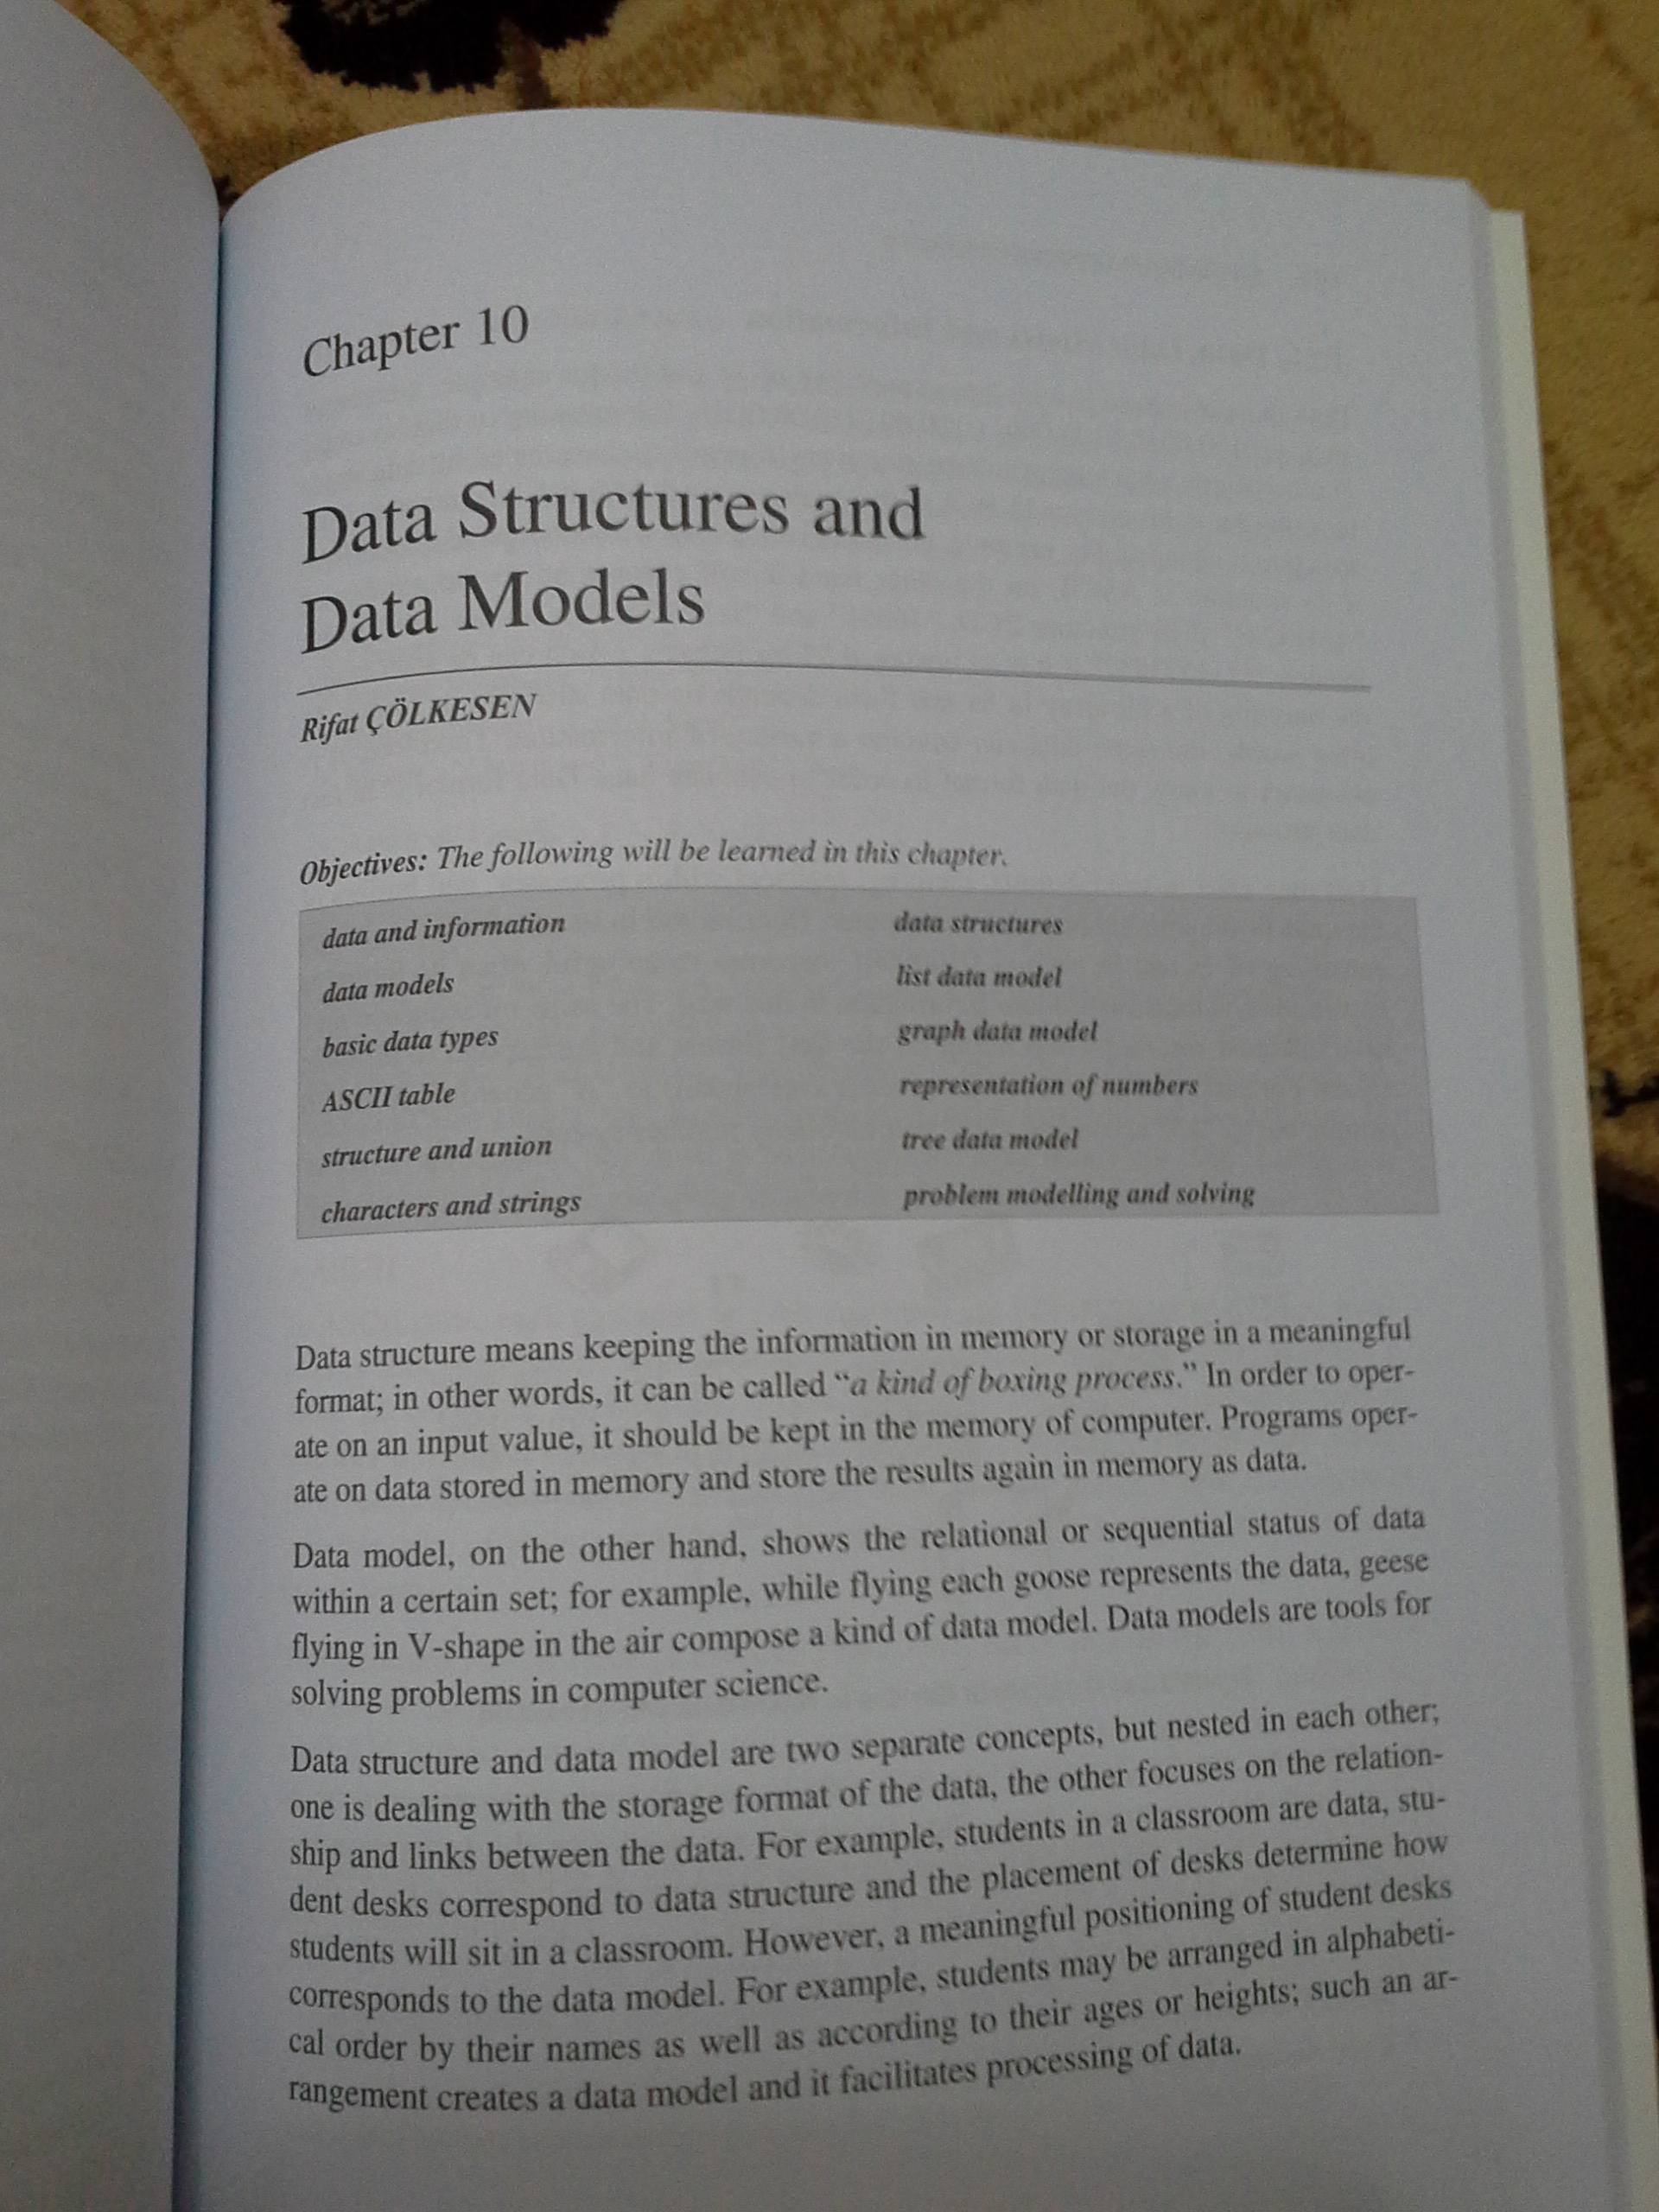 Chapter 10
Data Structures and
Data Models
Rifat ÇÖLKESEN
Objectives: The following will be learned in this chapter.
data and information data structures
data models list data model
basic data types graph data model
ASCII table representation of numbers
structure and union tree data model
characters and strings problem modelling and solving
Data structure means keeping the information in memory or storage in a meaningful
format; in other words, it can be called “a kind of boxing process.” In order to oper-
ate on an input value, it should be kept in the memory of computer. Programs oper-
ate on data stored in memory and store the results again in memory as data.
Data model, on the other hand, shows the relational or sequential status of data
within a certain set; for example, while flying each goose represents the data, geese
flying in V-shape in the air compose a kind of data model. Data models are tools for
solving problems in computer science.
Data structure and data model are two separate concepts, but nested in each other;
one is dealing with the storage format of the data, the other focuses on the relation-
ship and links between the data. For example, students in a classroom are data, stu-
dent desks correspond to data structure and the placement of desks determine how
students will sit in a classroom. However, a meaningful positioning of student desks
corresponds to the data model. For example, students may be arranged in alphabeti-
cal order by their names as well as according to their ages or heights; such an ar-
rangement creates a data model and it facilitates processing of data.